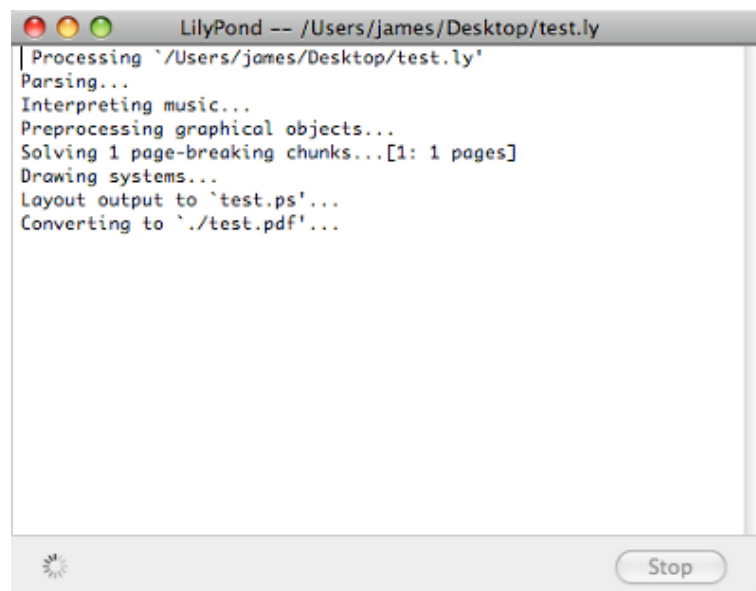 LilyPond -- /Users/james/Desktop/test.ly
Processing `/Users/james/Desktop/test.ly'
Parsing...
Interpreting music...
Preprocessing graphical objects...
Solving 1 page-breaking chunks...[1: 1 pages]
Drawing systems...
Layout output to `test.ps'...
Converting to `./test.pdf'...
Stop